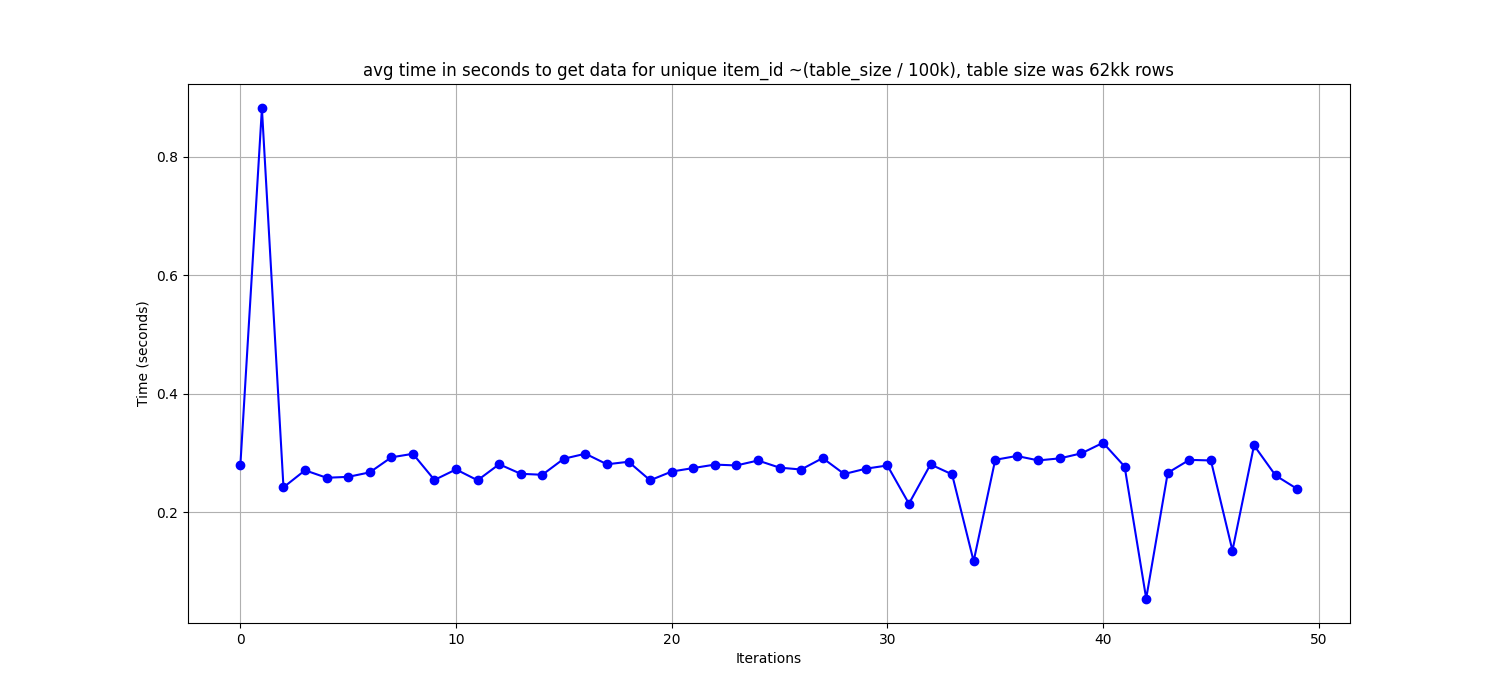 avg time in seconds to get data for unique item_id ~(table_size / 100k), table size was 62kk rows
0.8
0.6
0.4
0.2
Time (seconds)
0 10 20 30 40 50
Iterations